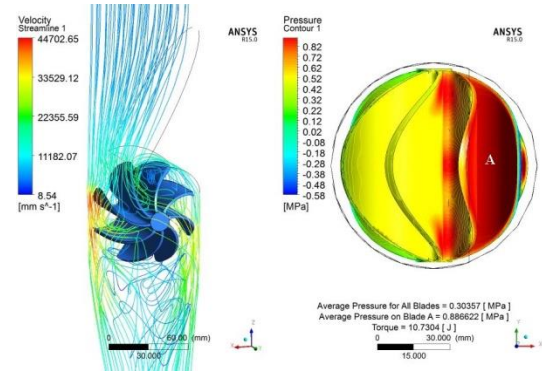 Velocity
Streamline 1
44702.65
33529.12
22355.59
11182.07
8.54
[mm s^-1]
ANSYS
R15.0
0
60.00 (mm)
30.000
Pressure
Contour 1
0.82
0.72
0.62
0.52
0.42
0.32
0.22
0.12
0.02
-0.08
-0.18
-0.28
-0.38
-0.48
-0.58
[MPa]
ANSYS
R15.0
A
Average Pressure for All Blades = 0.30357 [ MPa ]
Average Pressure on Blade A = 0.886622 [ MPa ]
Torque = 10.7304 [ J ]
0
30.00 (mm)
15.000